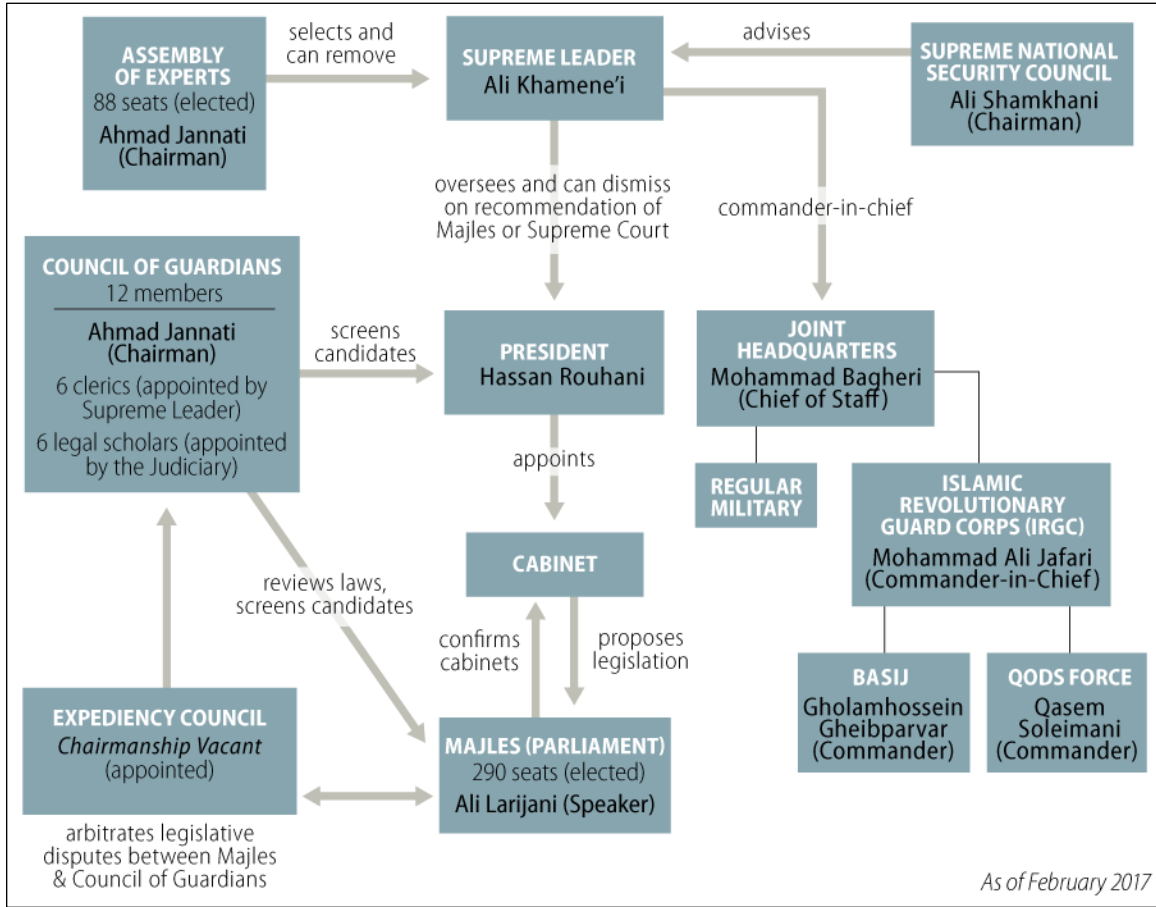 ASSEMBLY
OF EXPERTS
88 seats (elected)
Ahmad Jannati
(Chairman)
selects and
can remove
SUPREME LEADER
Ali Khamene'i
advises
SUPREME NATIONAL
SECURITY COUNCIL
Ali Shamkhani
(Chairman)
oversees and can dismiss
on recommendation of
Majles or Supreme Court
commander-in-chief
COUNCIL OF GUARDIANS
12 members
Ahmad Jannati
(Chairman)
6 clerics (appointed by
Supreme Leader)
6 legal scholars (appointed
by the Judiciary)
screens
candidates
PRESIDENT
Hassan Rouhani
JOINT
HEADQUARTERS
Mohammad Bagheri
(Chief of Staff)
appoints
REGULAR
MILITARY
ISLAMIC
REVOLUTIONARY
GUARD CORPS (IRGC)
Mohammad Ali Jafari
(Commander-in-Chief)
CABINET
reviews laws,
screens candidates
confirms
cabinets
proposes
legislation
BASIJ
Gholamhossein
Gheibparvar
(Commander)
QODS FORCE
Qasem
Soleimani
(Commander)
EXPEDIENCY COUNCIL
Chairmanship Vacant
(appointed)
MAJLES (PARLIAMENT)
290 seats (elected)
Ali Larijani (Speaker)
arbitrates legislative
disputes between Majles
& Council of Guardians
As of February 2017